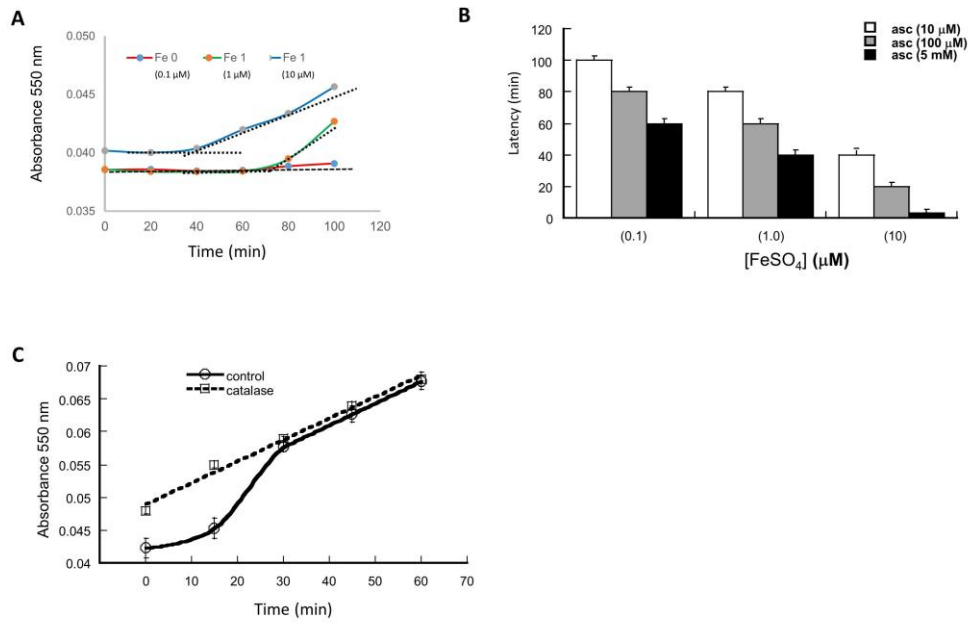 A
0.050
0.045
0.040
0.035
Absorbance 550 nm
Fe 0 Fe 1 Fe 1
(0.1 μM) (1 μM) (10 μM)
0 20 40 60 80 100 120
Time (min)
B
120
100
80
60
40
20
0
Latency (min)
asc (10 μM)
asc (100 μM)
asc (5 mM)
(0.1) (1.0) (10)
[FeSO4] (μM)
C
0.07
0.065
0.06
0.055
0.05
0.045
0.04
Absorbance 550 nm
control
catalase
0 10 20 30 40 50 60 70
Time (min)